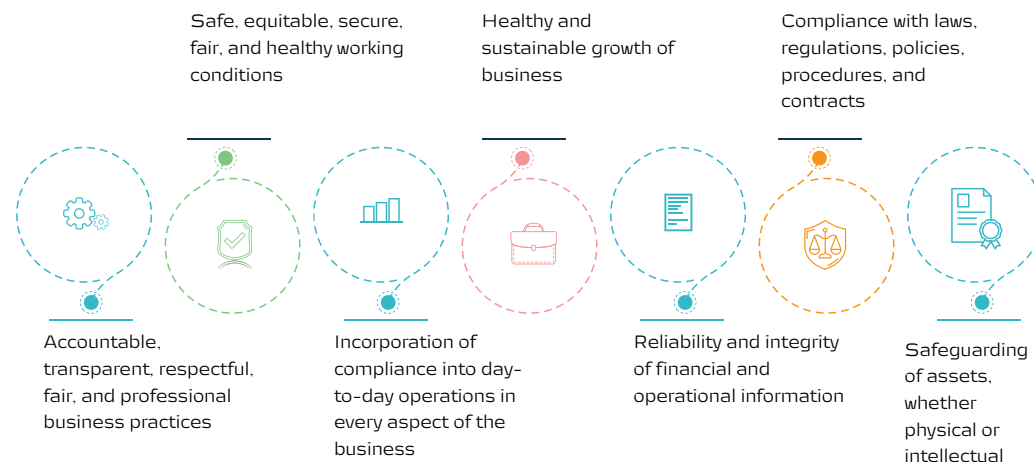 Safe, equitable, secure,
fair, and healthy working
conditions
Healthy and
sustainable growth of
business
Compliance with laws,
regulations, policies,
procedures, and
contracts
Accountable,
transparent, respectful,
fair, and professional
business practices
Incorporation of
compliance into day-
to-day operations in
every aspect of the
business
Reliability and integrity
of financial and
operational information
Safeguarding
of assets,
whether
physical or
intellectual